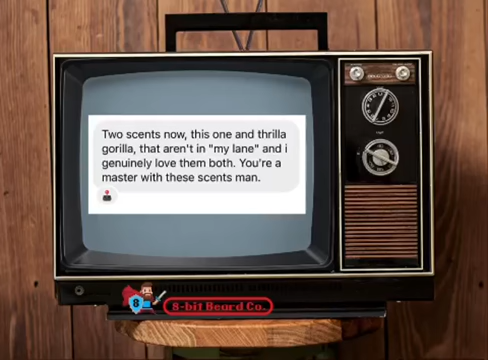 Two scents now, this one and thrilla
gorilla, that aren't in "my lane" and i
genuinely love them both. You're a
master with these scents man.
8
8-bit Beard Co.